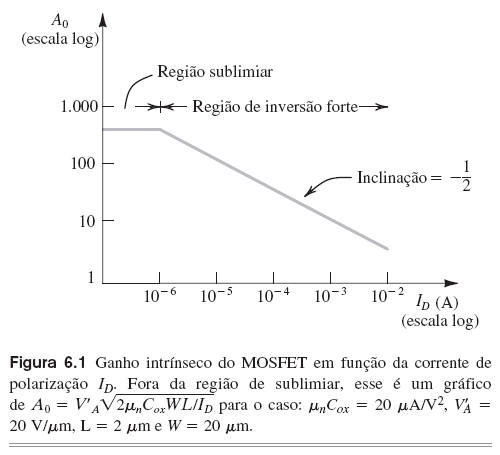 A₀
(escala log)
Região sublimiar
1.000
Região de inversão forte
100
Inclinação = −1/2
10
1
10⁻⁶ 10⁻⁵ 10⁻⁴ 10⁻³ 10⁻²
I_D (A)
(escala log)
Figura 6.1 Ganho intrínseco do MOSFET em função da corrente de
polarização I_D. Fora da região de sublimiar, esse é um gráfico
de A₀ = V'_A√2μ_nC_oxWL/I_D para o caso: μ_nC_ox = 20 μA/V², V'_A =
20 V/μm, L = 2 μm e W = 20 μm.